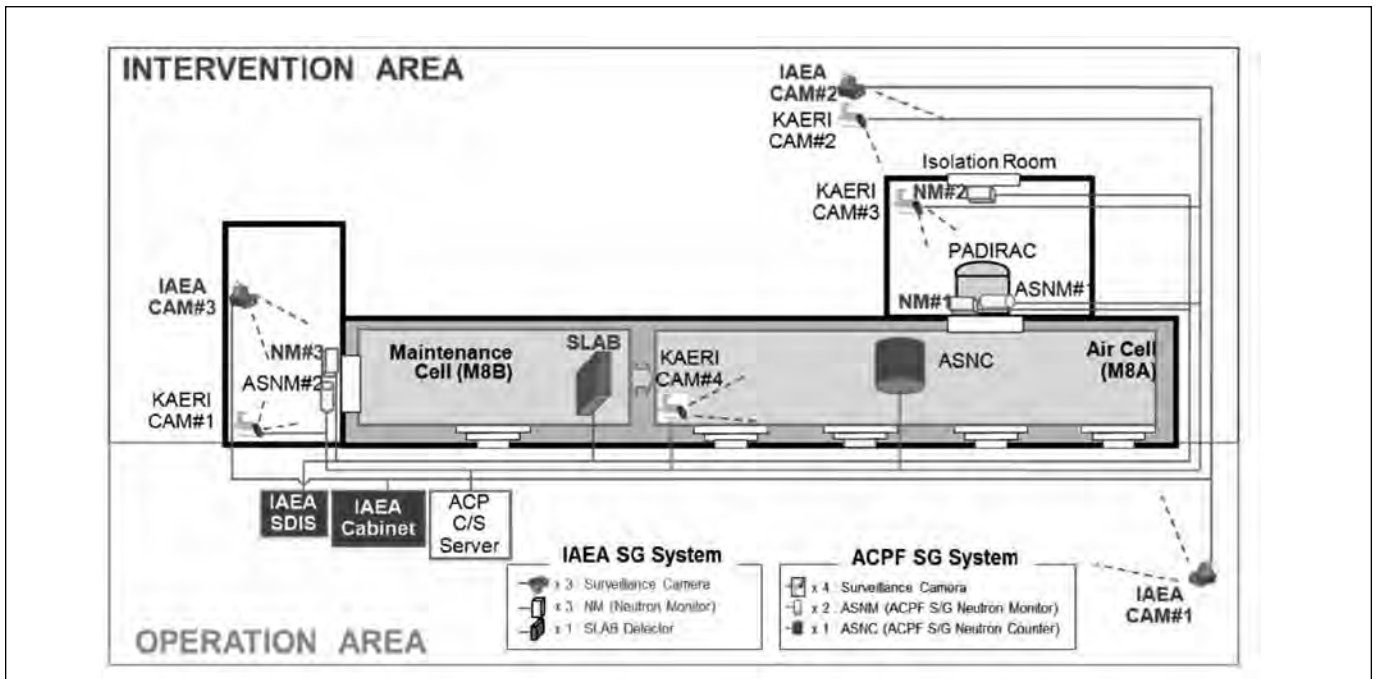 INTERVENTION AREA
IAEA
CAM#2
KAERI
CAM#2
Isolation Room
KAERI
CAM#3
NM#2
PADIRAC
ASNM#1
NM#1
IAEA
CAM#3
NM#3
ASNM#2
KAERI
CAM#1
Maintenance
Cell (M8B)
SLAB
KAERI
CAM#4
ASNC
Air Cell
(M8A)
IAEA
SDIS
IAEA
Cabinet
ACP
C/S
Server
IAEA SG System
x 3 : Surveillance Camera
x 3 : NM (Neutron Monitor)
x 1 : SLAB Detector
ACPF SG System
x 4 : Surveillance Camera
x 2 : ASNM (ACPF S/G Neutron Monitor)
x 1 : ASNC (ACPF S/G Neutron Counter)
IAEA
CAM#1
OPERATION AREA